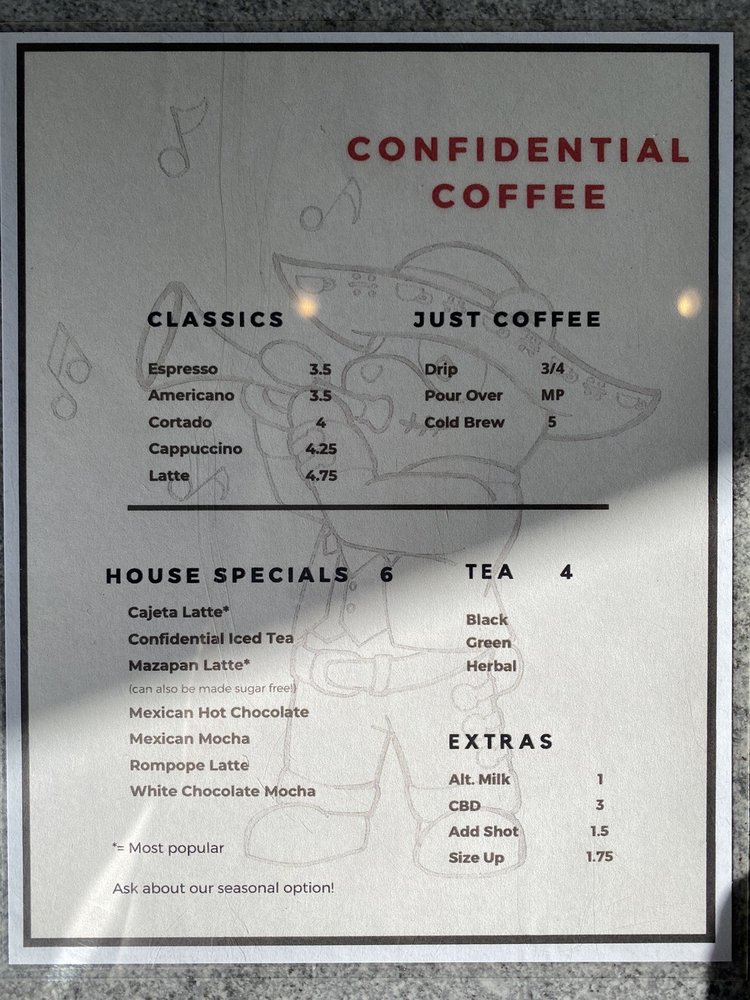 CONFIDENTIAL
COFFEE
CLASSICS
Espresso 3.5
Americano 3.5
Cortado 4
Cappuccino 4.25
Latte 4.75
JUST COFFEE
Drip 3/4
Pour Over MP
Cold Brew 5
HOUSE SPECIALS 6
Cajeta Latte*
Confidential Iced Tea
Mazapan Latte*
(can also be made sugar free!)
Mexican Hot Chocolate
Mexican Mocha
Rompope Latte
White Chocolate Mocha
*= Most popular
Ask about our seasonal option!
TEA 4
Black
Green
Herbal
EXTRAS
Alt. Milk 1
CBD 3
Add Shot 1.5
Size Up 1.75